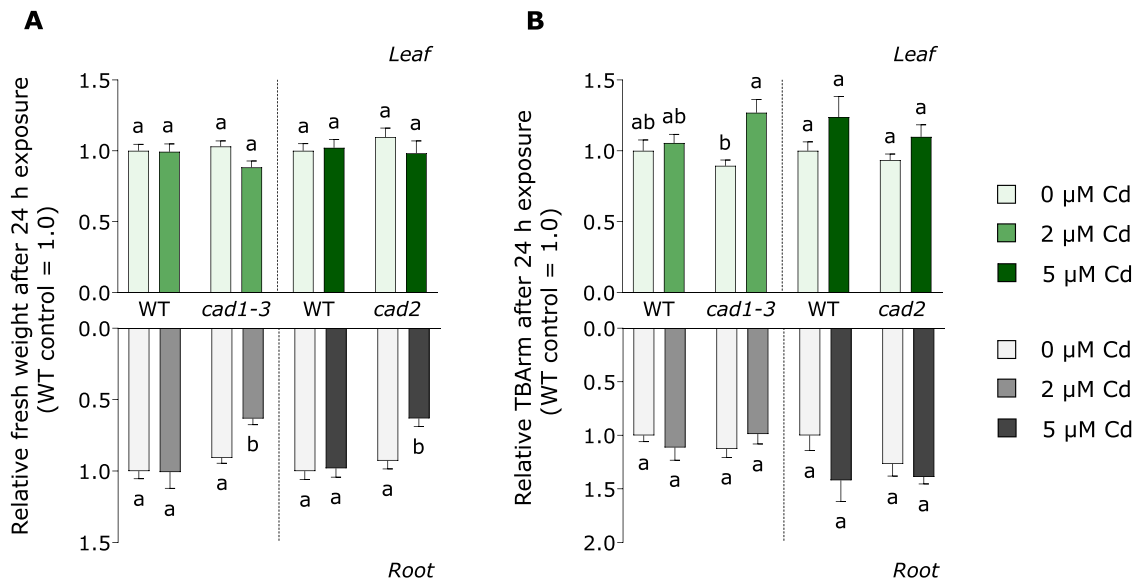 A
Leaf
Relative fresh weight after 24 h exposure
(WT control = 1.0)
1.5
1.0
0.5
0.0
a a a a a a a a
WT cad1-3 WT cad2
0.0
0.5
1.0
1.5
a a a b a a a b
Root
B
Leaf
Relative TBArm after 24 h exposure
(WT control = 1.0)
1.5
1.0
0.5
0.0
ab ab b a a a a a
WT cad1-3 WT cad2
0.0
0.5
1.0
1.5
2.0
a a a a a a a a
Root
0 µM Cd
2 µM Cd
5 µM Cd
0 µM Cd
2 µM Cd
5 µM Cd